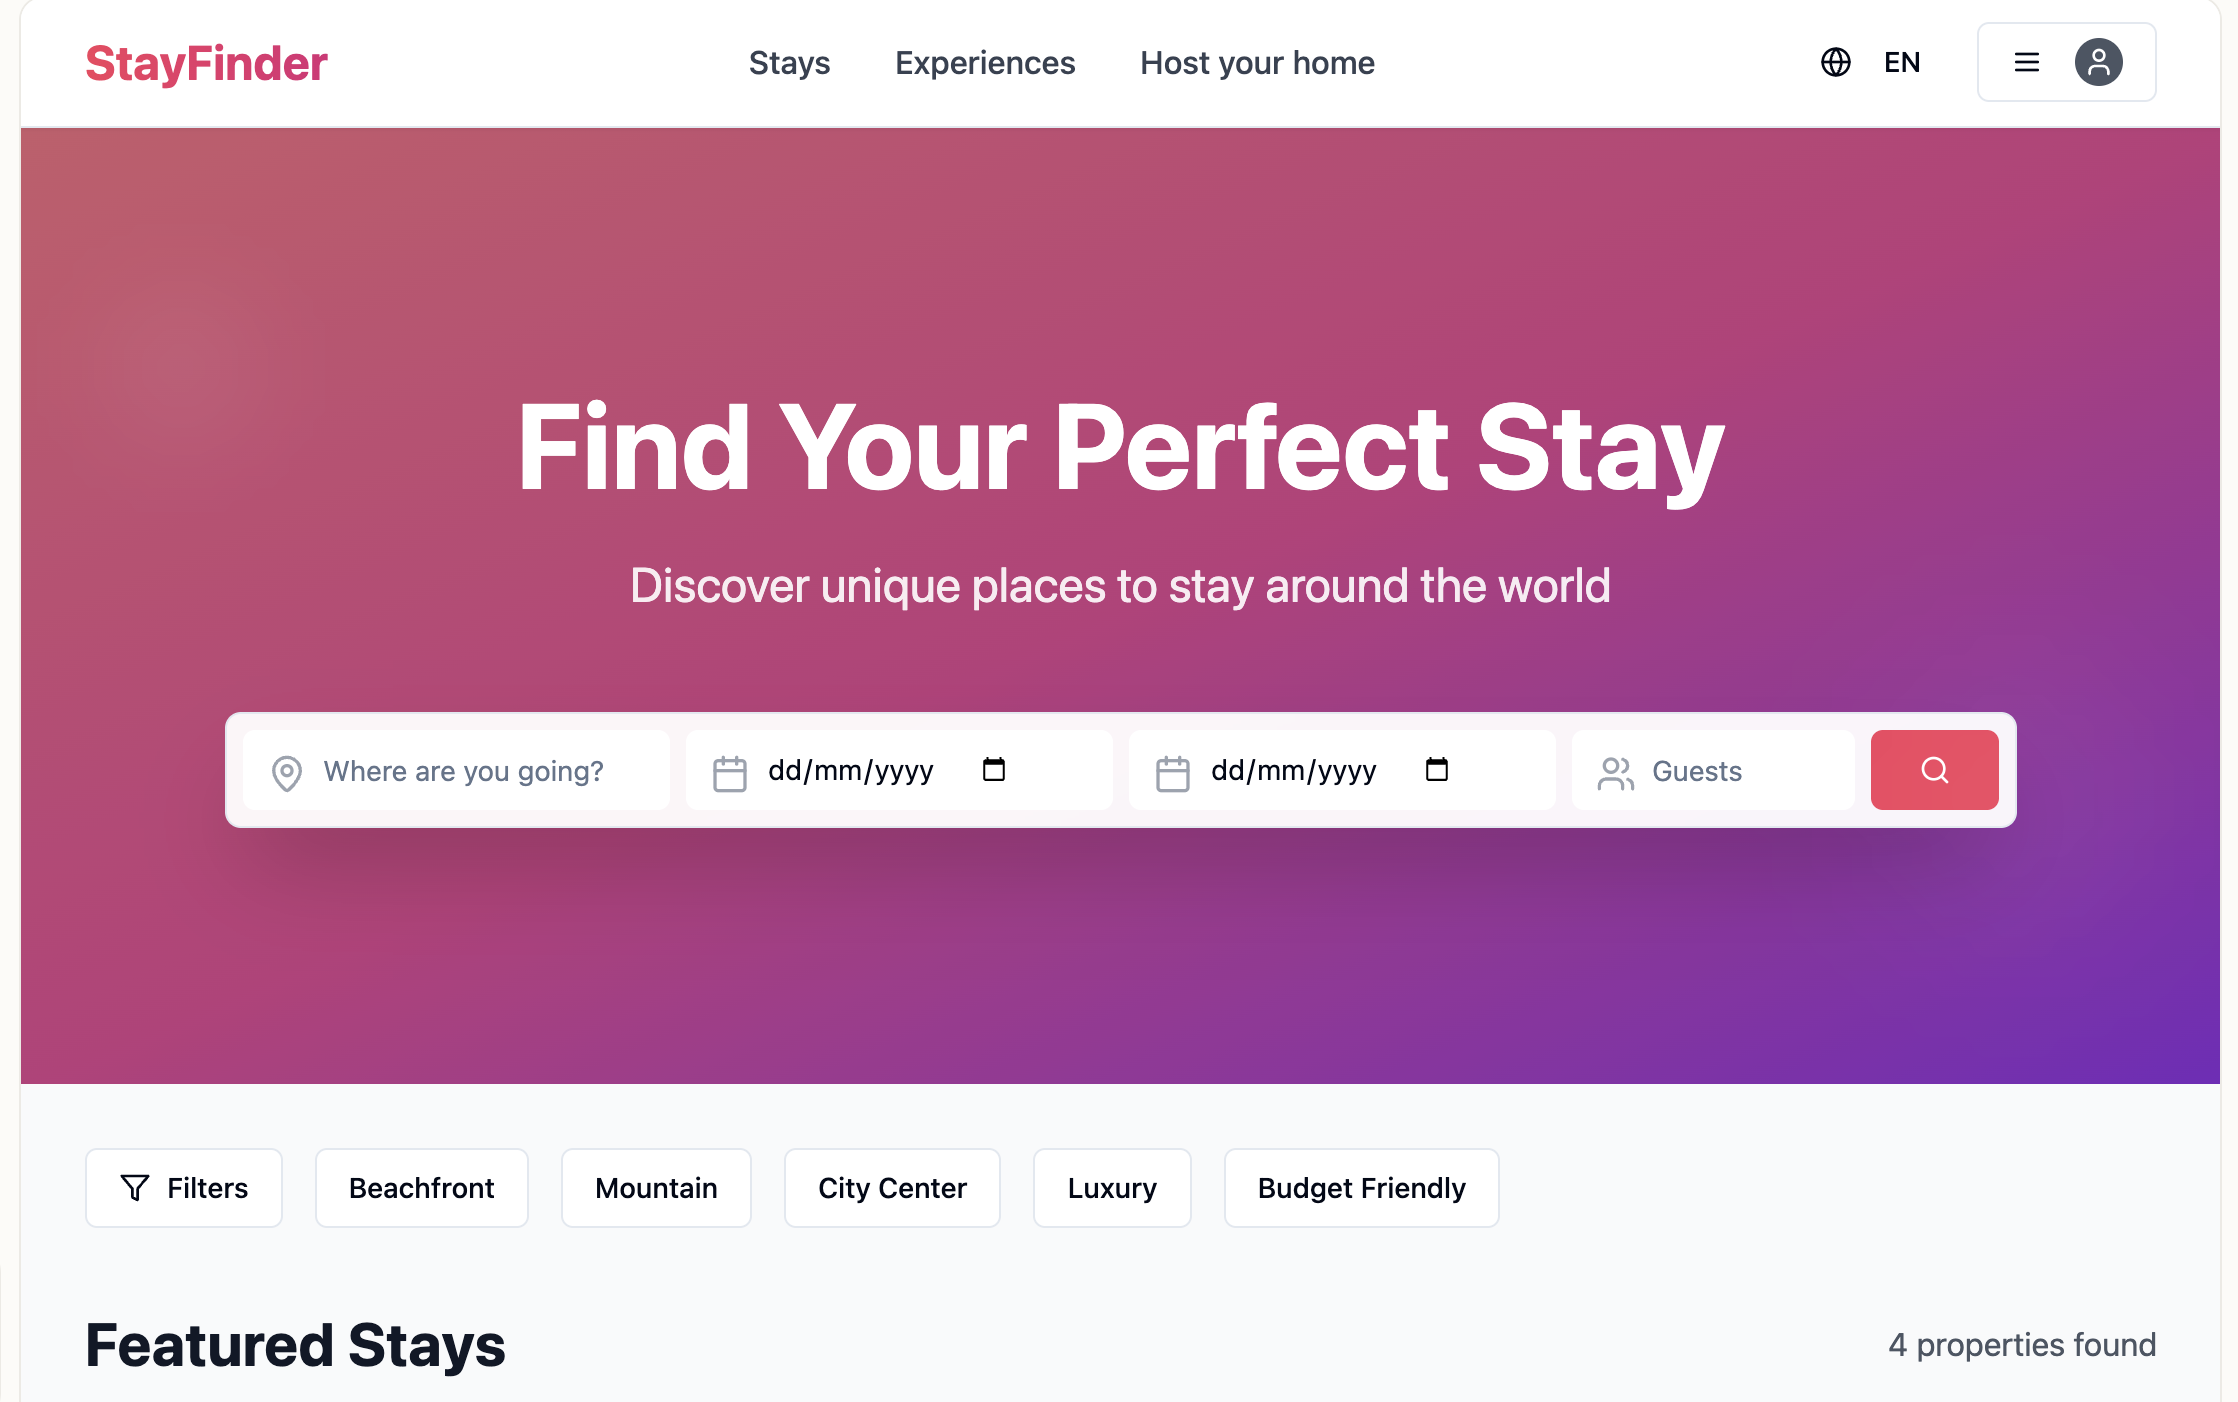 StayFinder
Stays
Experiences
Host your home
EN
Find Your Perfect Stay
Discover unique places to stay around the world
Where are you going?
dd/mm/yyyy
dd/mm/yyyy
Guests
Filters
Beachfront
Mountain
City Center
Luxury
Budget Friendly
Featured Stays
4 properties found